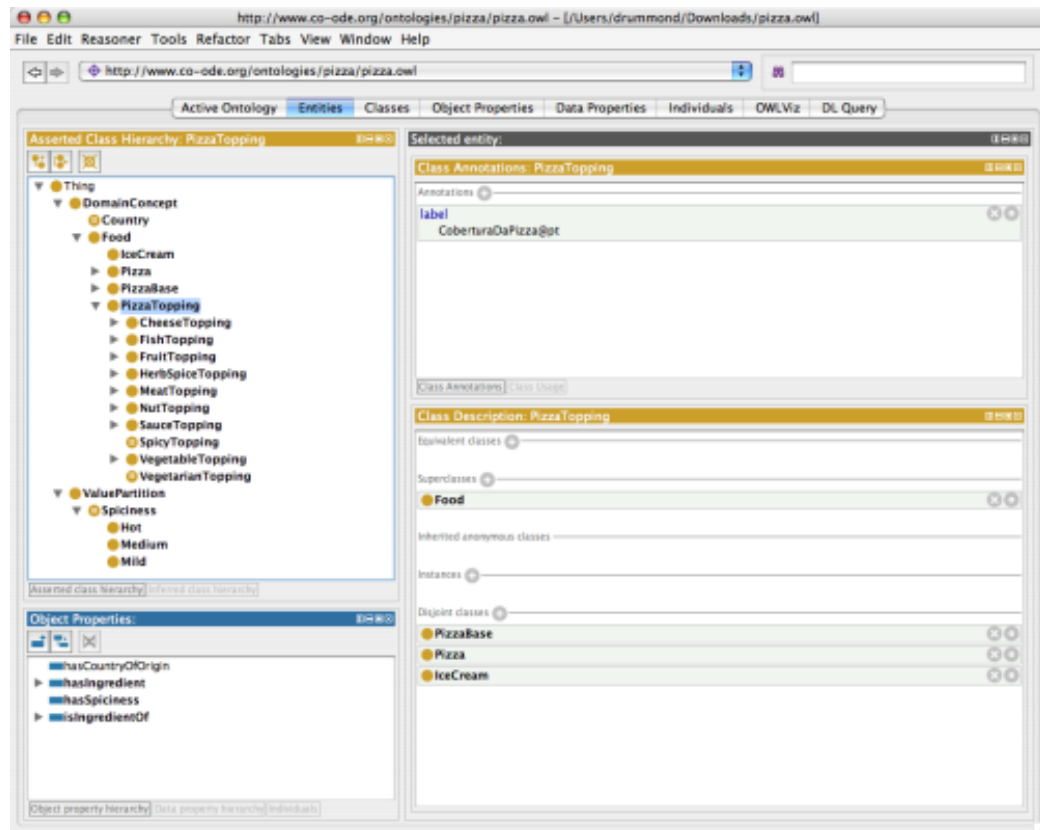 http://www.co-ode.org/ontologies/pizza/pizza.owl – [/Users/drummond/Downloads/pizza.owl]
File Edit Reasoner Tools Refactor Tabs View Window Help
http://www.co-ode.org/ontologies/pizza/pizza.owl
Active Ontology Entities Classes Object Properties Data Properties Individuals OWLViz DL Query
Asserted Class Hierarchy: PizzaTopping
Thing
DomainConcept
Country
Food
IceCream
Pizza
PizzaBase
PizzaTopping
CheeseTopping
FishTopping
FruitTopping
HerbSpiceTopping
MeatTopping
NutTopping
SauceTopping
SpicyTopping
VegetableTopping
VegetarianTopping
ValuePartition
Spiciness
Hot
Medium
Mild
Asserted class hierarchy Inferred class hierarchy
Object Properties:
hasCountryOfOrigin
hasIngredient
hasSpiciness
isIngredientOf
Object property hierarchy Data property hierarchy Individuals
Selected entity:
Class Annotations: PizzaTopping
Annotations
label
CoberturaDaPizza@pt
Class Annotations Class Usage
Class Description: PizzaTopping
Equivalent classes
Superclasses
Food
Inherited anonymous classes
Instances
Disjoint classes
PizzaBase
Pizza
IceCream